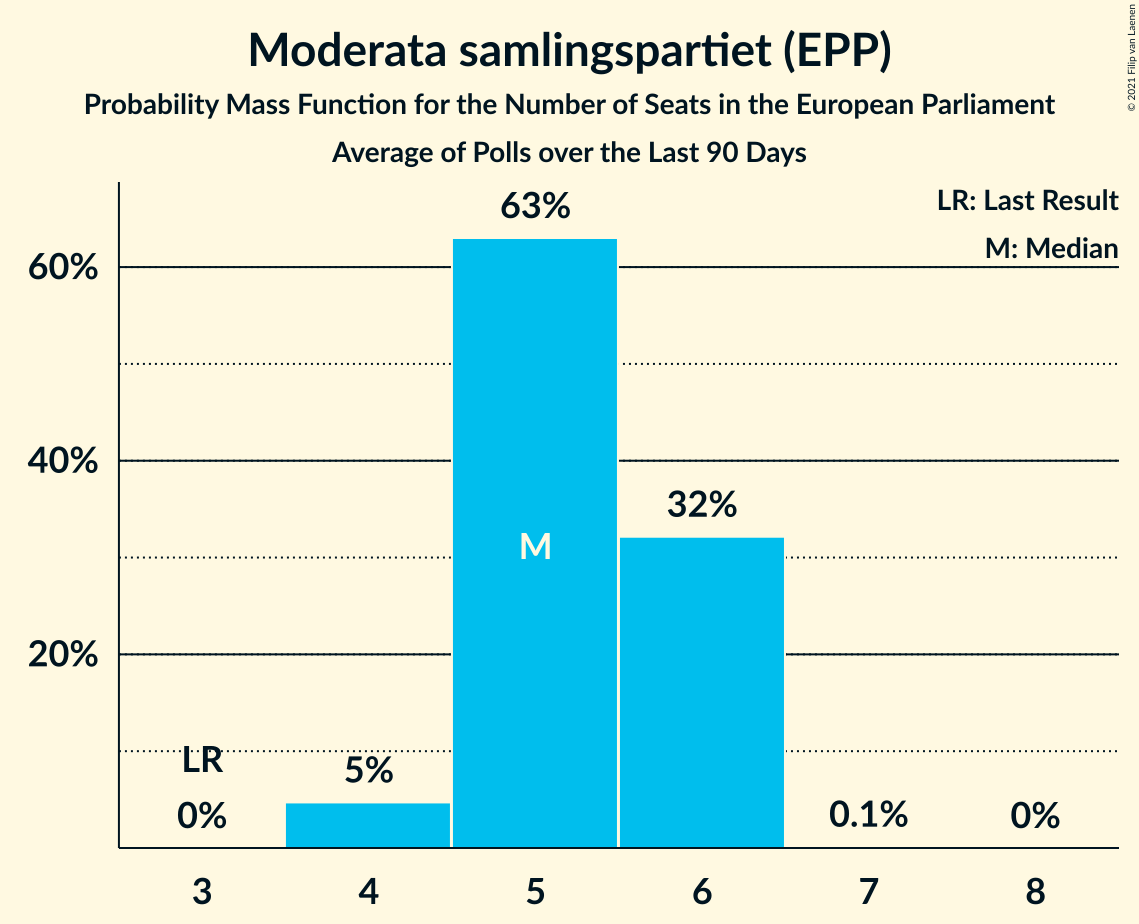 Moderata samlingspartiet (EPP)
Probability Mass Function for the Number of Seats in the European Parliament
Average of Polls over the Last 90 Days
© 2021 Filip van Laenen
LR: Last Result
M: Median
63%
60%
40%
32%
M
20%
LR
5%
0%
0.1%
0%
3 4 5 6 7 8